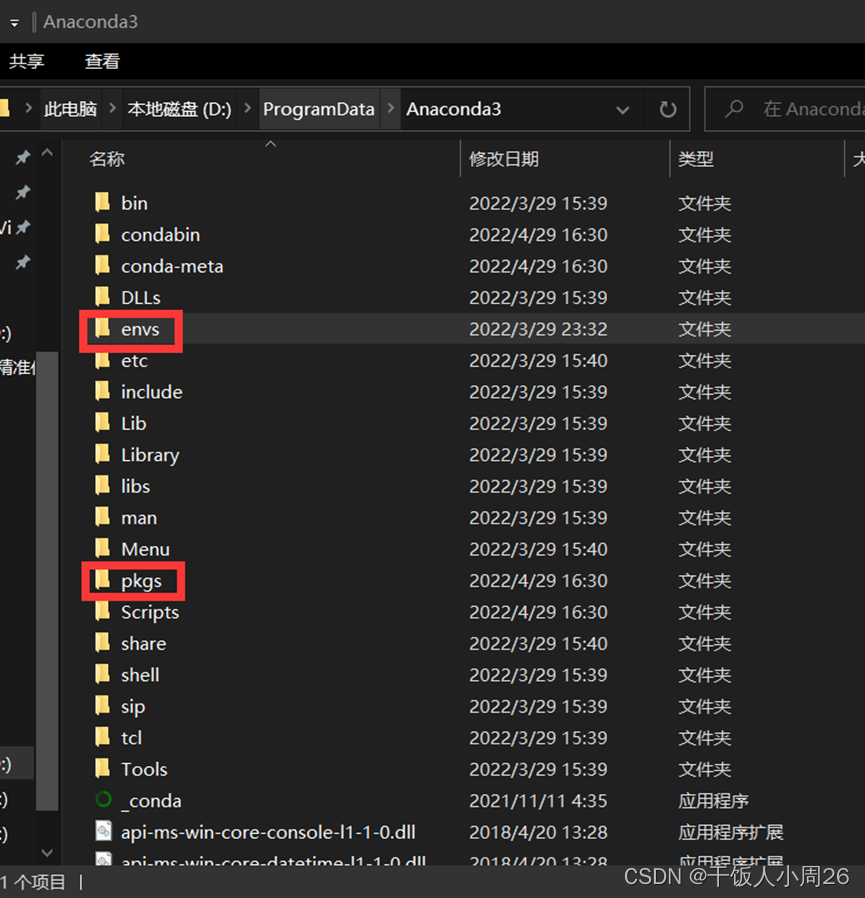 Anaconda3
共享 查看
此电脑 本地磁盘 (D:) ProgramData Anaconda3 在 Anaconda
名称 修改日期 类型 大
bin 2022/3/29 15:39 文件夹
condabin 2022/4/29 16:30 文件夹
conda-meta 2022/4/29 16:30 文件夹
DLLs 2022/3/29 15:39 文件夹
envs 2022/3/29 23:32 文件夹
etc 2022/3/29 15:40 文件夹
include 2022/3/29 15:39 文件夹
Lib 2022/3/29 15:39 文件夹
Library 2022/3/29 15:39 文件夹
libs 2022/3/29 15:39 文件夹
man 2022/3/29 15:39 文件夹
Menu 2022/3/29 15:40 文件夹
pkgs 2022/4/29 16:30 文件夹
Scripts 2022/4/29 16:30 文件夹
share 2022/3/29 15:40 文件夹
shell 2022/3/29 15:39 文件夹
sip 2022/3/29 15:39 文件夹
tcl 2022/3/29 15:39 文件夹
Tools 2022/3/29 15:39 文件夹
_conda 2021/11/11 4:35 应用程序
api-ms-win-core-console-l1-1-0.dll 2018/4/20 13:28 应用程序扩展
api-ms-win-core-datetime-l1-1-0.dll 2018/4/20 13:28 应用程序扩展
1 个项目
CSDN @干饭人小周26